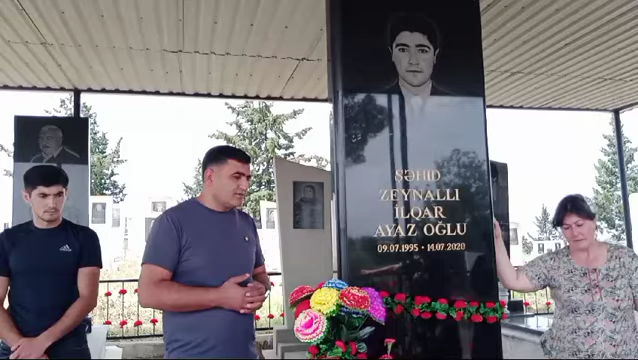 ŞƏHİD
ZEYNALLI
İLQAR
AYAZ OĞLU
09.07.1995 - 14.07.2020